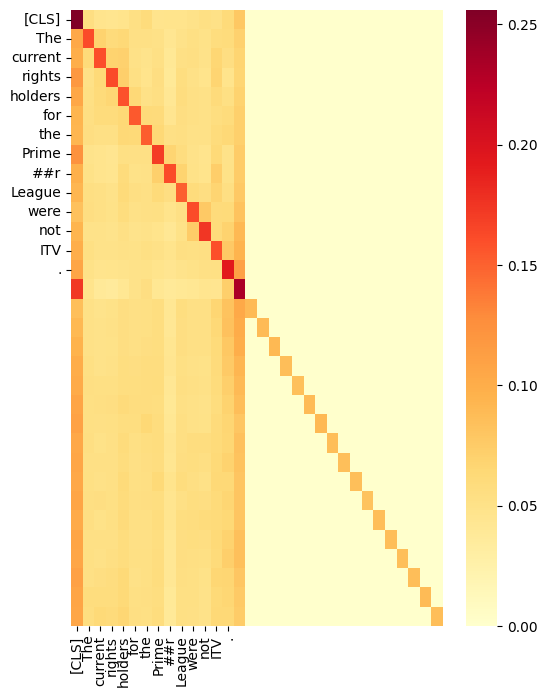 [CLS]
The
current
rights
holders
for
the
Prime
##r
League
were
not
ITV
.
0.25
0.20
0.15
0.10
0.05
0.00
[CLS]
The
current
rights
holders
for
the
Prime
##r
League
were
not
ITV
.